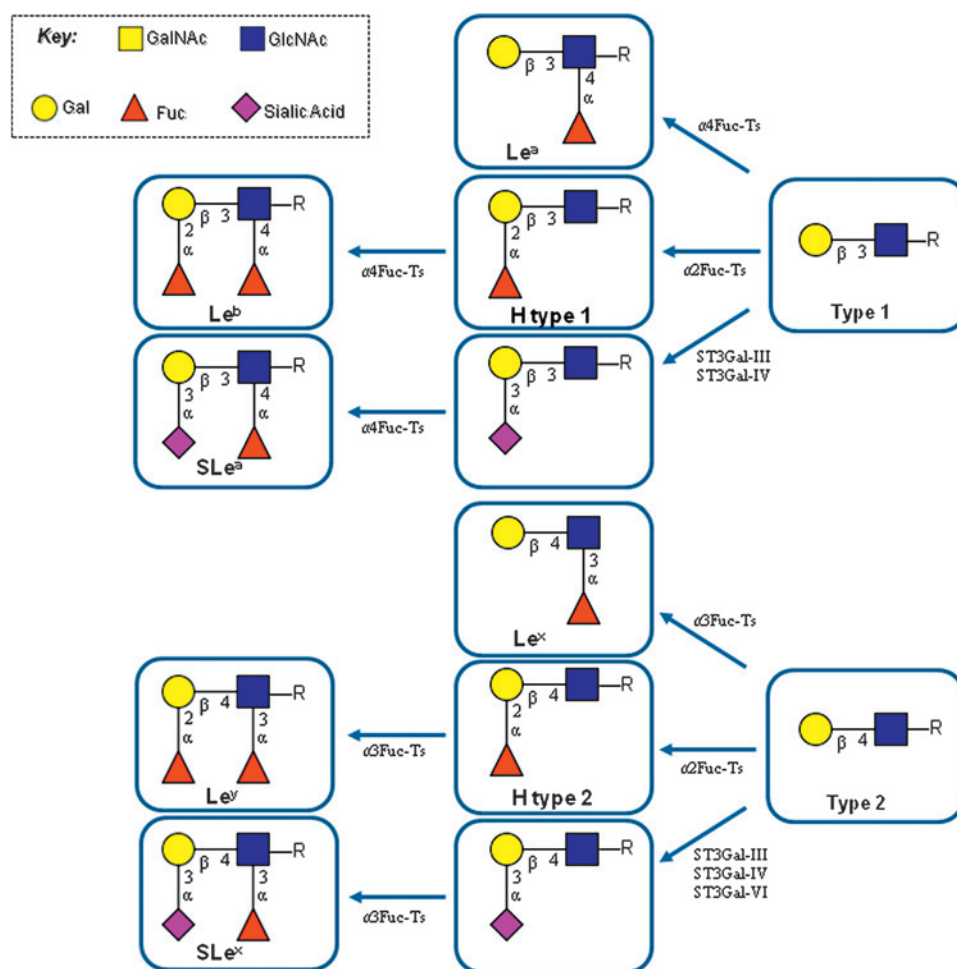 Key: GalNAc GlcNAc
Gal Fuc Sialic Acid
β 3 R
4
α
Leᵃ
α4Fuc-Ts
β 3 R
2 4
α α
Leᵇ
α4Fuc-Ts
β 3 R
2
α
H type 1
α2Fuc-Ts
β 3 R
Type 1
β 3 R
3 4
α α
SLeᵃ
α4Fuc-Ts
β 3 R
3
α
ST3Gal-III
ST3Gal-IV
β 4 R
3
α
Leˣ
α3Fuc-Ts
β 4 R
2 3
α α
Leʸ
α3Fuc-Ts
β 4 R
2
α
H type 2
α2Fuc-Ts
β 4 R
Type 2
β 4 R
3 3
α α
SLeˣ
α3Fuc-Ts
β 4 R
3
α
ST3Gal-III
ST3Gal-IV
ST3Gal-VI